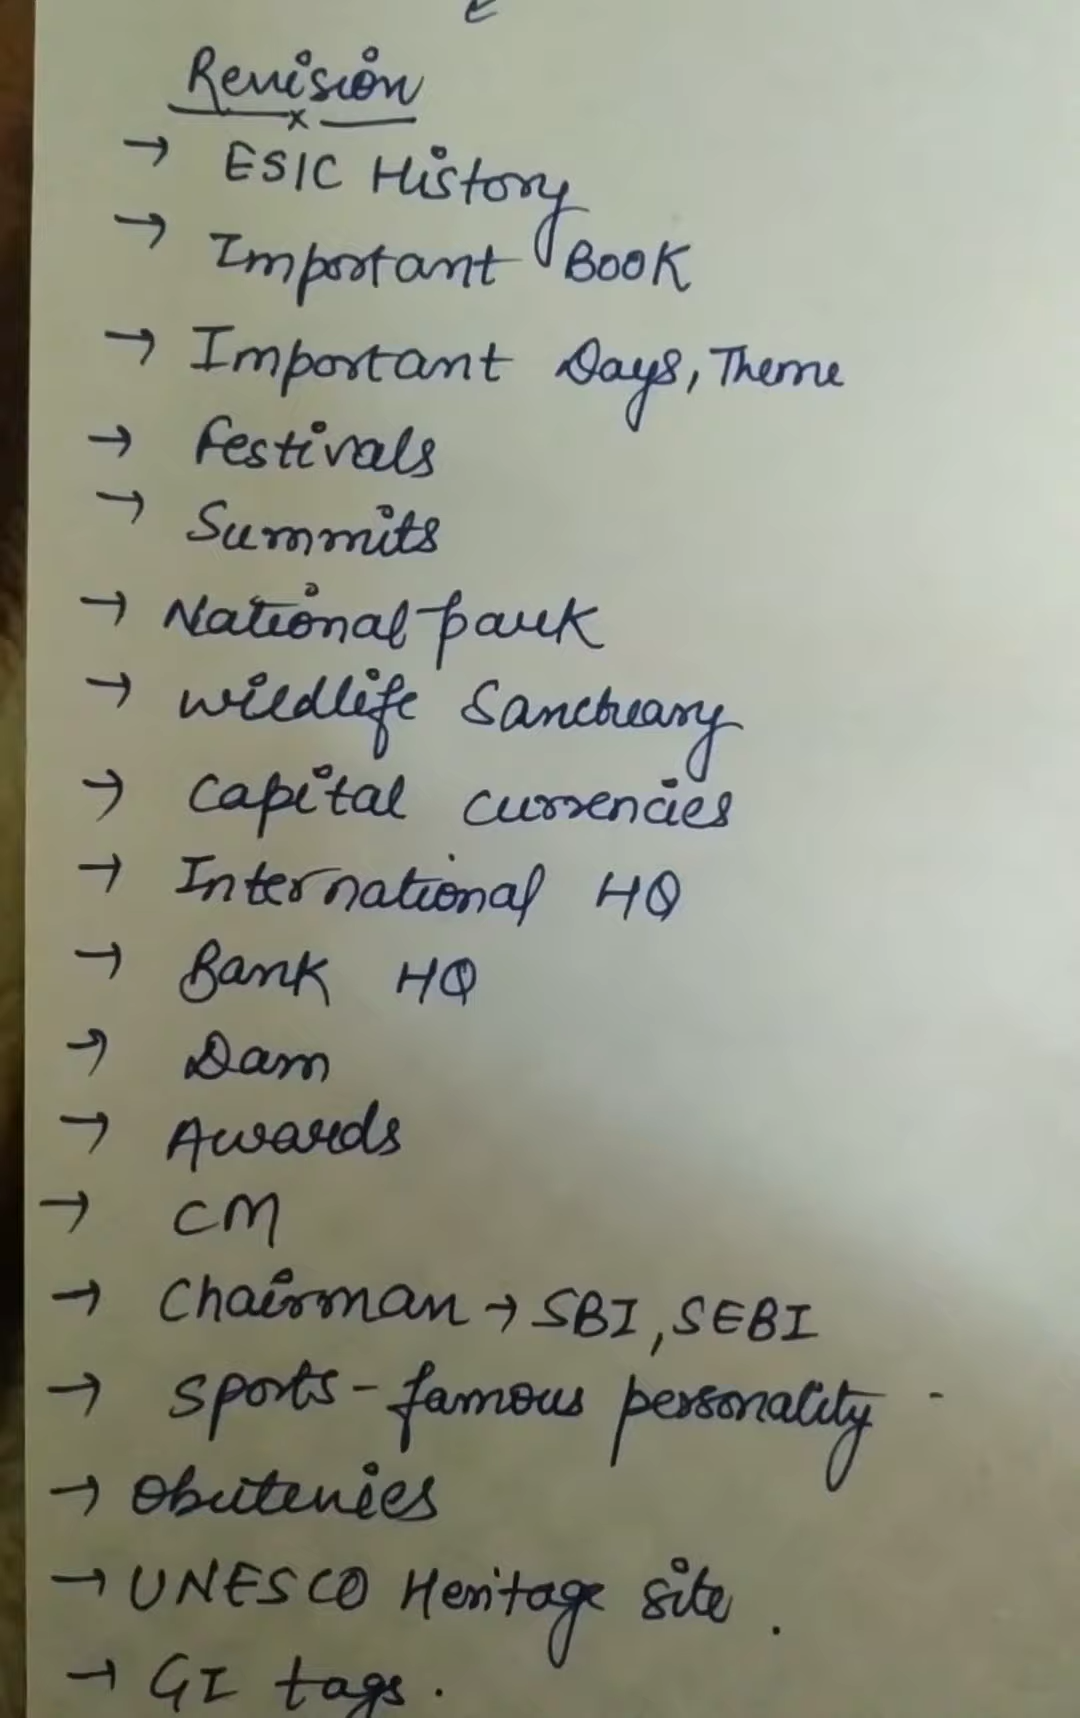 Revision
→ ESIC History
→ Important Book
→ Important Days, Theme
→ Festivals
→ Summits
→ National park
→ Wildlife Sanctuary
→ Capital currencies
→ International HQ
→ Bank HQ
→ Dam
→ Awards
→ CM
→ Chairman → SBI, SEBI
→ Sports - famous personality
→ Obuteries
→ UNESCO Heritage site.
→ GI tags.